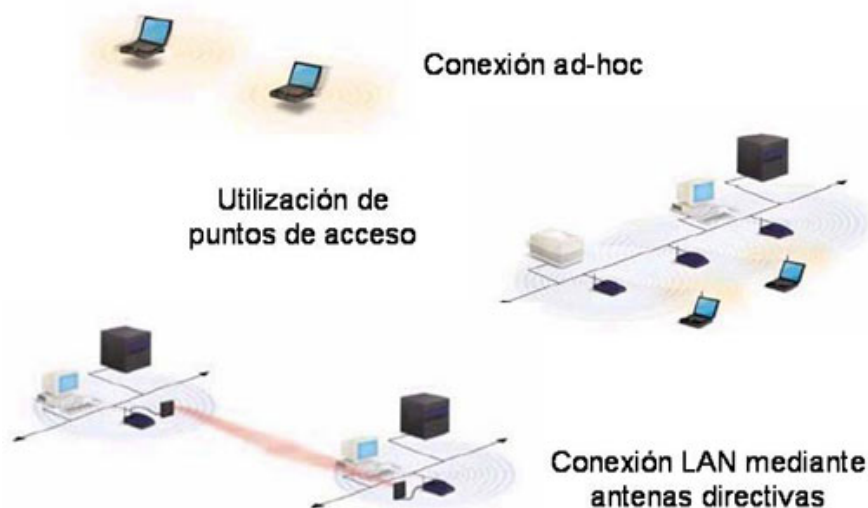 Conexión ad-hoc
Utilización de
puntos de acceso
Conexión LAN mediante
antenas directivas